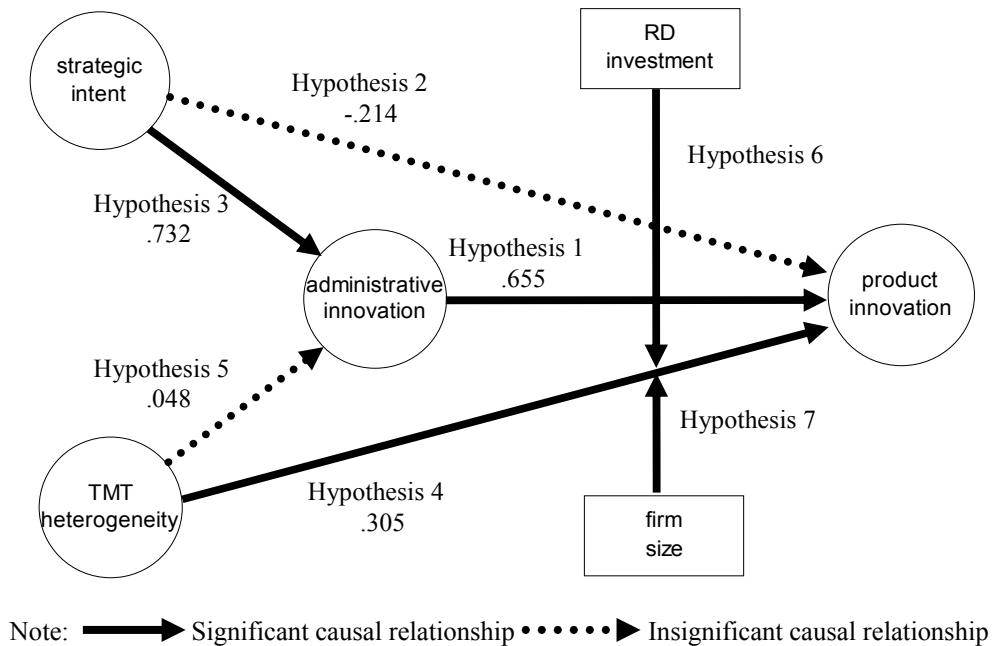 strategic
intent
Hypothesis 2
-.214
RD
investment
Hypothesis 6
Hypothesis 3
.732
administrative
innovation
Hypothesis 1
.655
product
innovation
Hypothesis 5
.048
TMT
heterogeneity
Hypothesis 4
.305
Hypothesis 7
firm
size
Note: Significant causal relationship Insignificant causal relationship